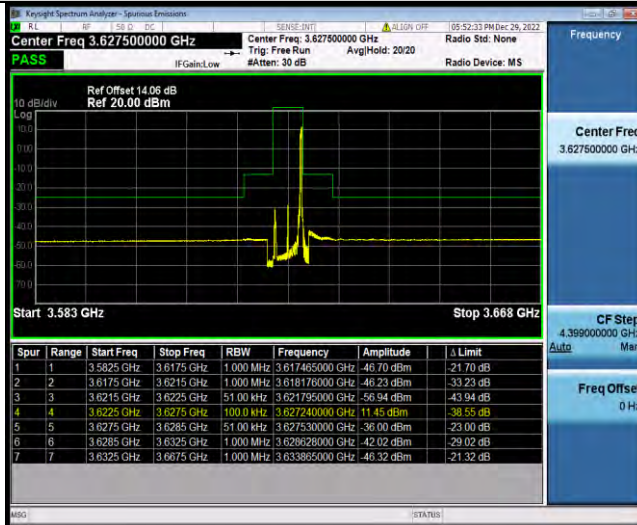 Keysight Spectrum Analyzer - Spurious Emissions
RL RF 50 Ω DC SENSE:INT ALIGN OFF 05:52:33 PM Dec 29, 2022
Center Freq 3.627500000 GHz Center Freq: 3.627500000 GHz Radio Std: None
Trig: Free Run Avg|Hold: 20/20
PASS IFGain:Low #Atten: 30 dB Radio Device: MS
Ref Offset 14.06 dB
10 dB/div Ref 20.00 dBm
Log
10.0
0.00
-10.0
-20.0
-30.0
-40.0
-50.0
-60.0
-70.0
Start 3.583 GHz Stop 3.668 GHz
Spur Range Start Freq Stop Freq RBW Frequency Amplitude Δ Limit
1 1 3.5825 GHz 3.6175 GHz 1.000 MHz 3.617465000 GHz -46.70 dBm -21.70 dB
2 2 3.6175 GHz 3.6215 GHz 1.000 MHz 3.618176000 GHz -46.23 dBm -33.23 dB
3 3 3.6215 GHz 3.6225 GHz 51.00 kHz 3.621795000 GHz -56.94 dBm -43.94 dB
4 4 3.6225 GHz 3.6275 GHz 100.0 kHz 3.627240000 GHz 11.45 dBm -38.55 dB
5 5 3.6275 GHz 3.6285 GHz 51.00 kHz 3.627530000 GHz -36.00 dBm -23.00 dB
6 6 3.6285 GHz 3.6325 GHz 1.000 MHz 3.628628000 GHz -42.02 dBm -29.02 dB
7 7 3.6325 GHz 3.6675 GHz 1.000 MHz 3.633865000 GHz -46.32 dBm -21.32 dB
MSG STATUS
Frequency
Center Freq
3.627500000 GHz
CF Step
4.399000000 GHz
Auto Man
Freq Offset
0 Hz